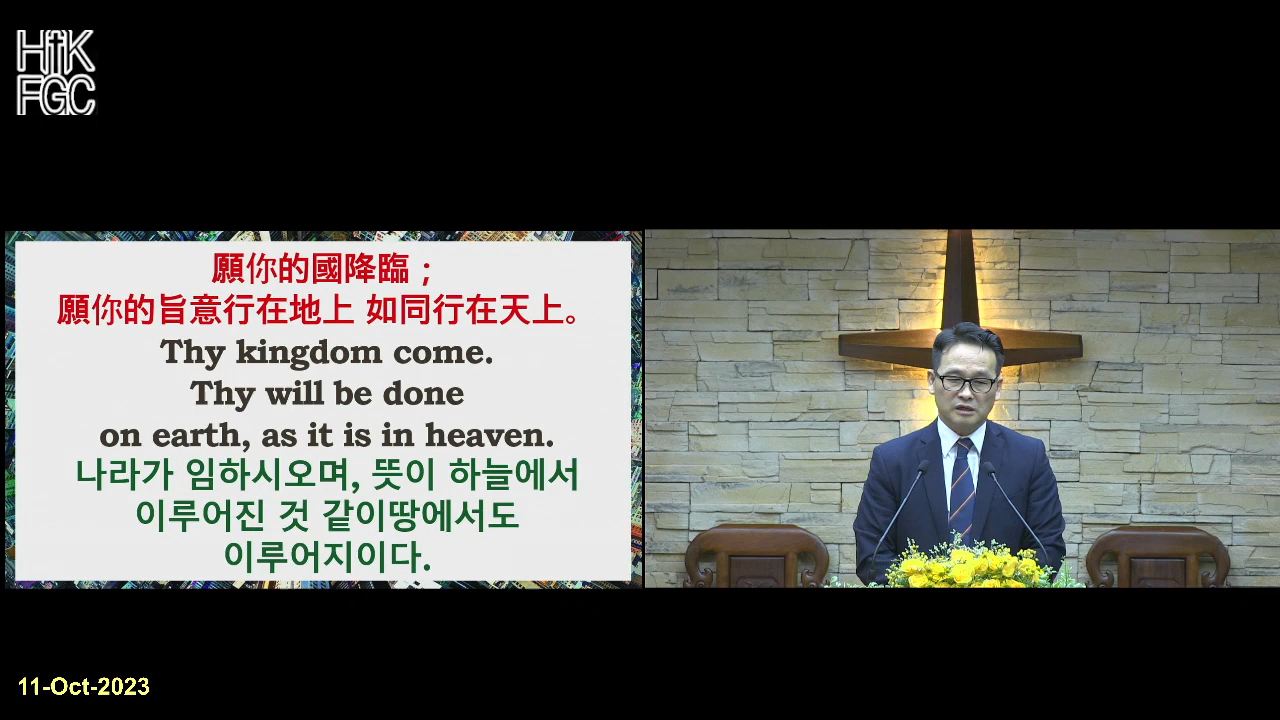 HfK
FGC
願你的國降臨；
願你的旨意行在地上 如同行在天上。
Thy kingdom come.
Thy will be done
on earth, as it is in heaven.
나라가 임하시오며, 뜻이 하늘에서
이루어진 것 같이땅에서도
이루어지이다.
11-Oct-2023